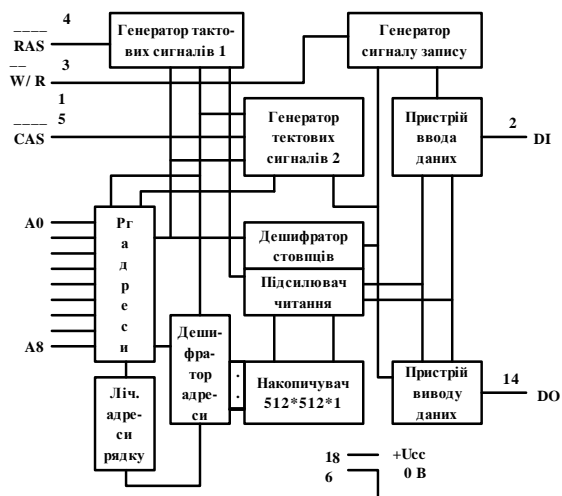 4
RAS
Генератор такто-
вих сигналів 1
Генератор
сигналу запису
3
W/ R
1
5
CAS
Генератор
тектових
сигналів 2
Пристрій
ввода
даних
2
DI
A0
Рг
а
д
р
е
с
и
A8
Дешифратор
стовпців
Підсилювач
читання
Деши-
фра-
тор
адре-
си
Накопичувач
512*512*1
Ліч.
адре-
си
рядку
Пристрій
виводу
даних
14
DO
18
+Ucc
6
0 В